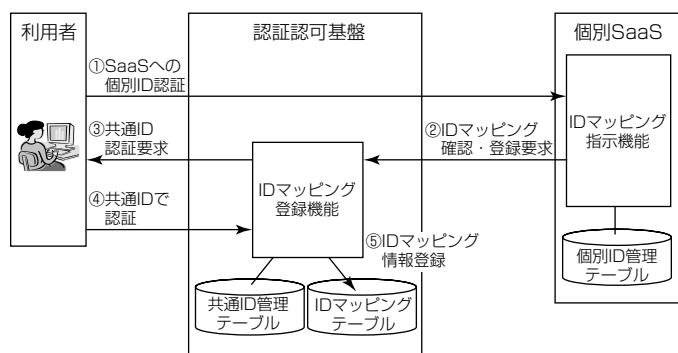 利用者
認証認可基盤
個別SaaS
①SaaSへの
個別ID認証
IDマッピング
指示機能
②IDマッピング
確認・登録要求
③共通ID
認証要求
IDマッピング
登録機能
④共通IDで
認証
⑤IDマッピング
情報登録
個別ID管理
テーブル
共通ID管理
テーブル
IDマッピング
テーブル